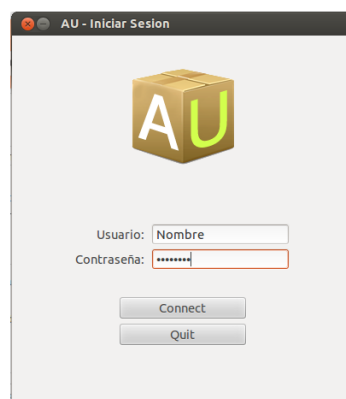 AU - Iniciar Sesion
AU
Usuario: Nombre
Contraseña: ••••••••
Connect
Quit